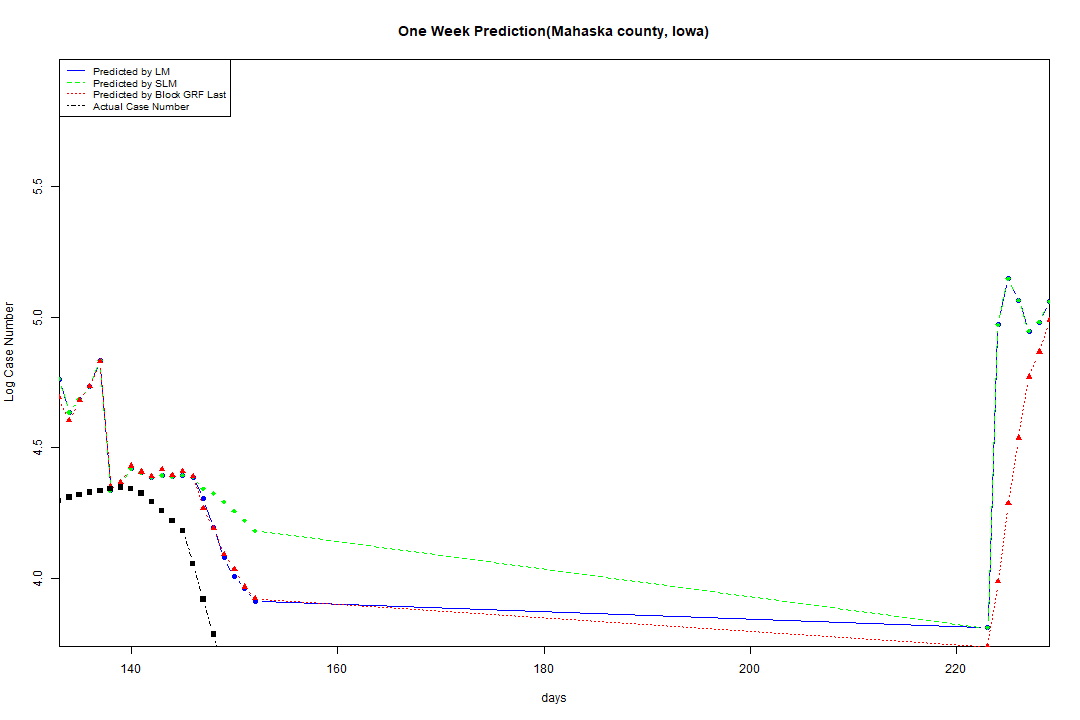 One Week Prediction(Mahaska county, Iowa)
Predicted by LM
Predicted by SLM
Predicted by Block GRF Last
Actual Case Number
Log Case Number
5.5
5.0
4.5
4.0
140 160 180 200 220
days